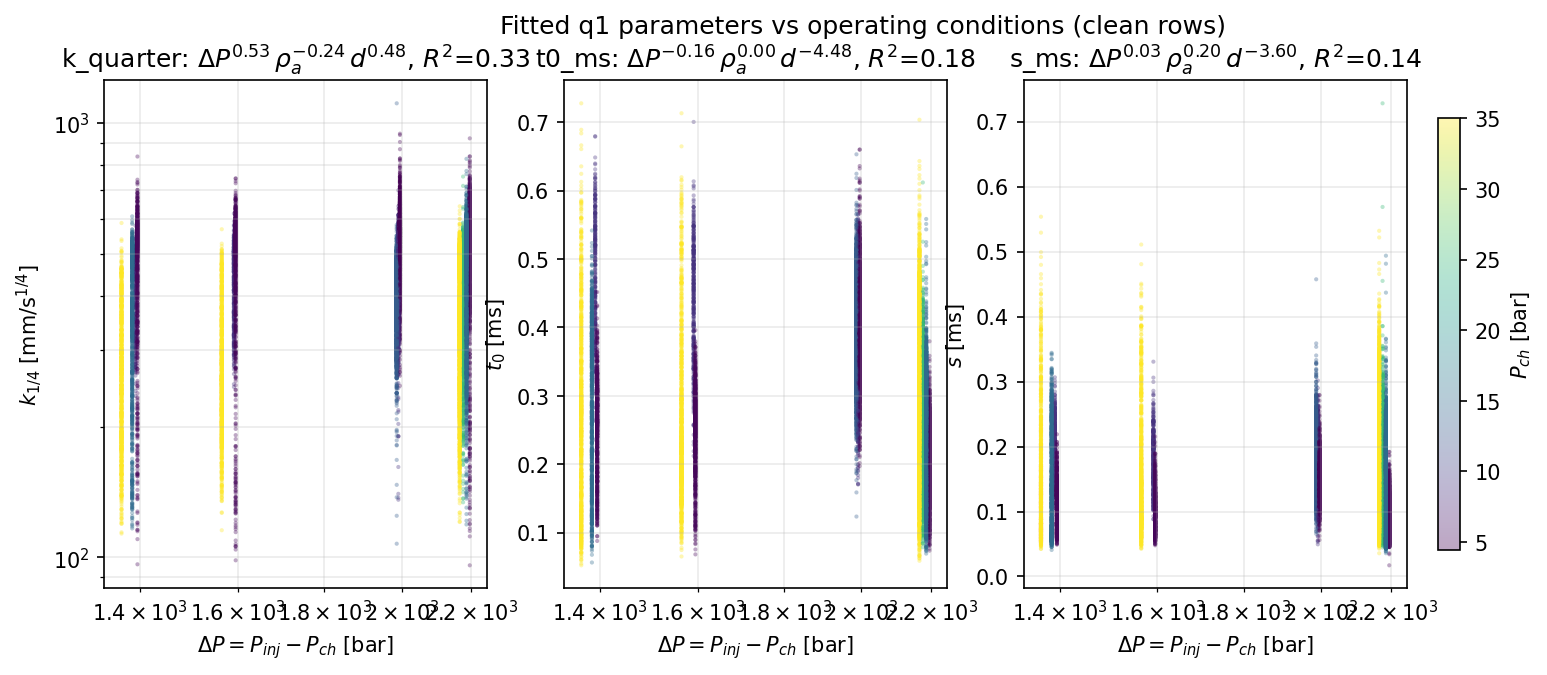 Fitted q1 parameters vs operating conditions (clean rows)
k_quarter: ΔP^0.53 ρ_a^−0.24 d^0.48, R^2=0.33
t0_ms: ΔP^−0.16 ρ_a^0.00 d^−4.48, R^2=0.18
s_ms: ΔP^0.03 ρ_a^0.20 d^−3.60, R^2=0.14
k_1/4 [mm/s^1/4]
10^3
10^2
1.4 × 10^3 1.6 × 10^3 1.8 × 10^3 2 × 10^3 2.2 × 10^3
ΔP = P_inj − P_ch [bar]
t_0 [ms]
0.7
0.6
0.5
0.4
0.3
0.2
0.1
1.4 × 10^3 1.6 × 10^3 1.8 × 10^3 2 × 10^3 2.2 × 10^3
ΔP = P_inj − P_ch [bar]
s [ms]
0.7
0.6
0.5
0.4
0.3
0.2
0.1
0.0
1.4 × 10^3 1.6 × 10^3 1.8 × 10^3 2 × 10^3 2.2 × 10^3
ΔP = P_inj − P_ch [bar]
35
30
25
20
15
10
5
P_ch [bar]